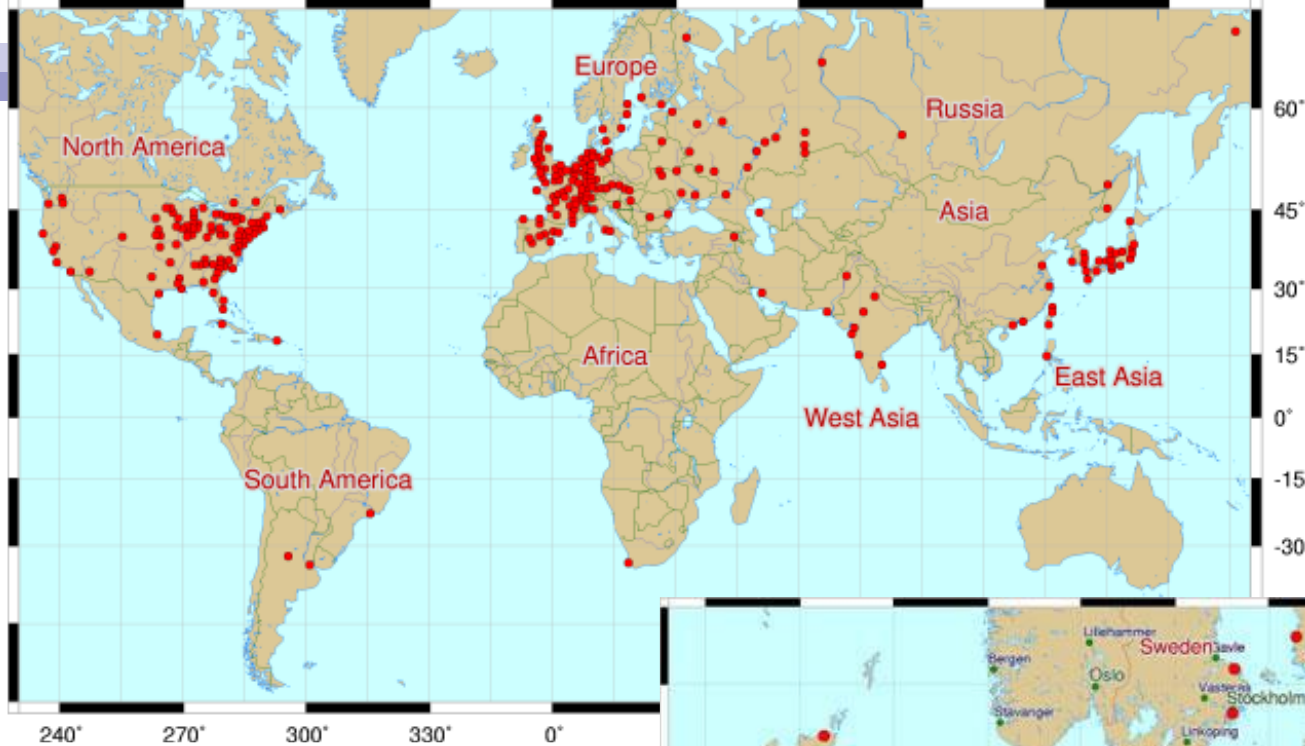 Europe
Russia
60°
North America
Asia
45°
30°
Africa
15°
East Asia
West Asia
0°
South America
-15
-30
Lillehammer
Sweden
Bergen
Oslo
Stockholm
Stavanger
Linkoping
240° 270° 300° 330° 0°